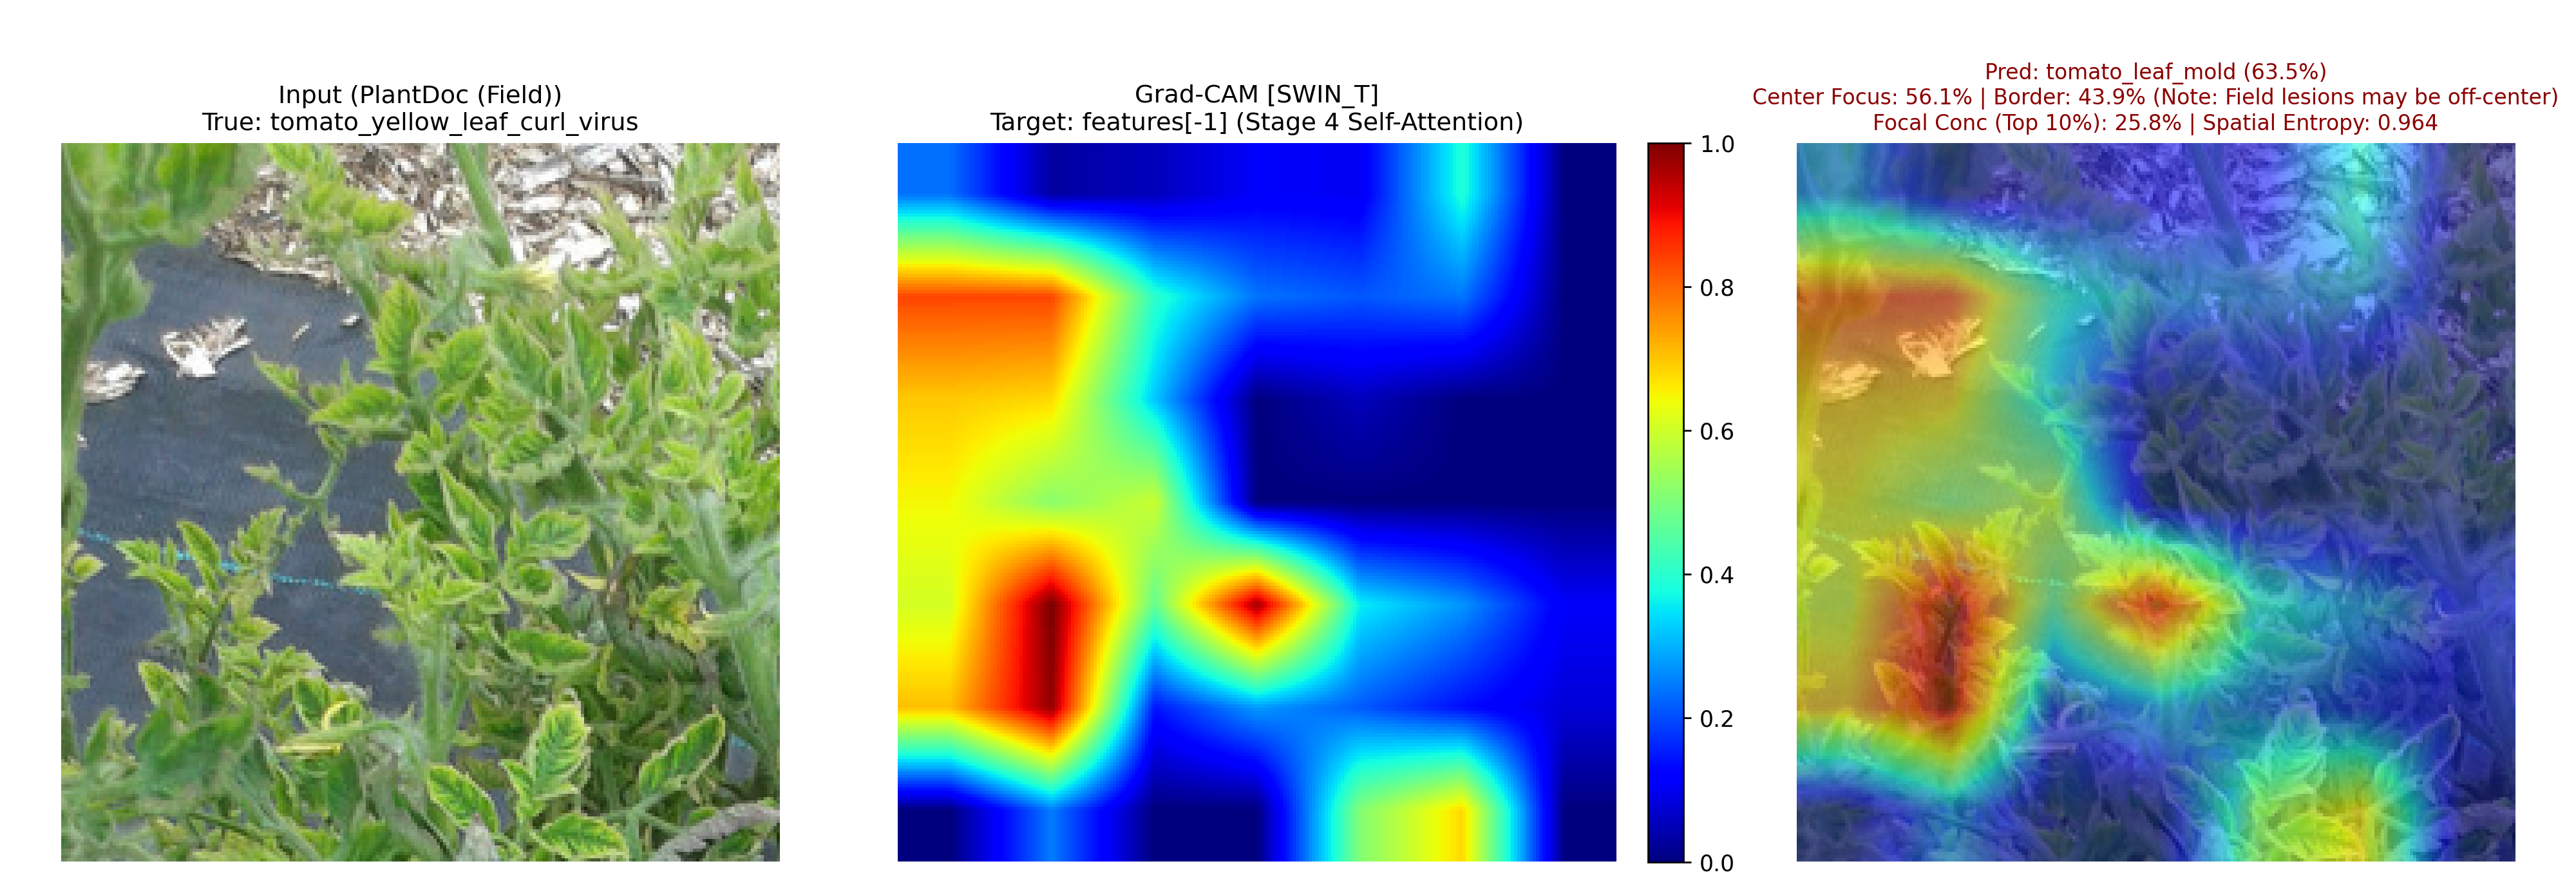 Input (PlantDoc (Field))
True: tomato_yellow_leaf_curl_virus
Grad-CAM [SWIN_T]
Target: features[-1] (Stage 4 Self-Attention)
1.0
0.8
0.6
0.4
0.2
0.0
Pred: tomato_leaf_mold (63.5%)
Center Focus: 56.1% | Border: 43.9% (Note: Field lesions may be off-center)
Focal Conc (Top 10%): 25.8% | Spatial Entropy: 0.964